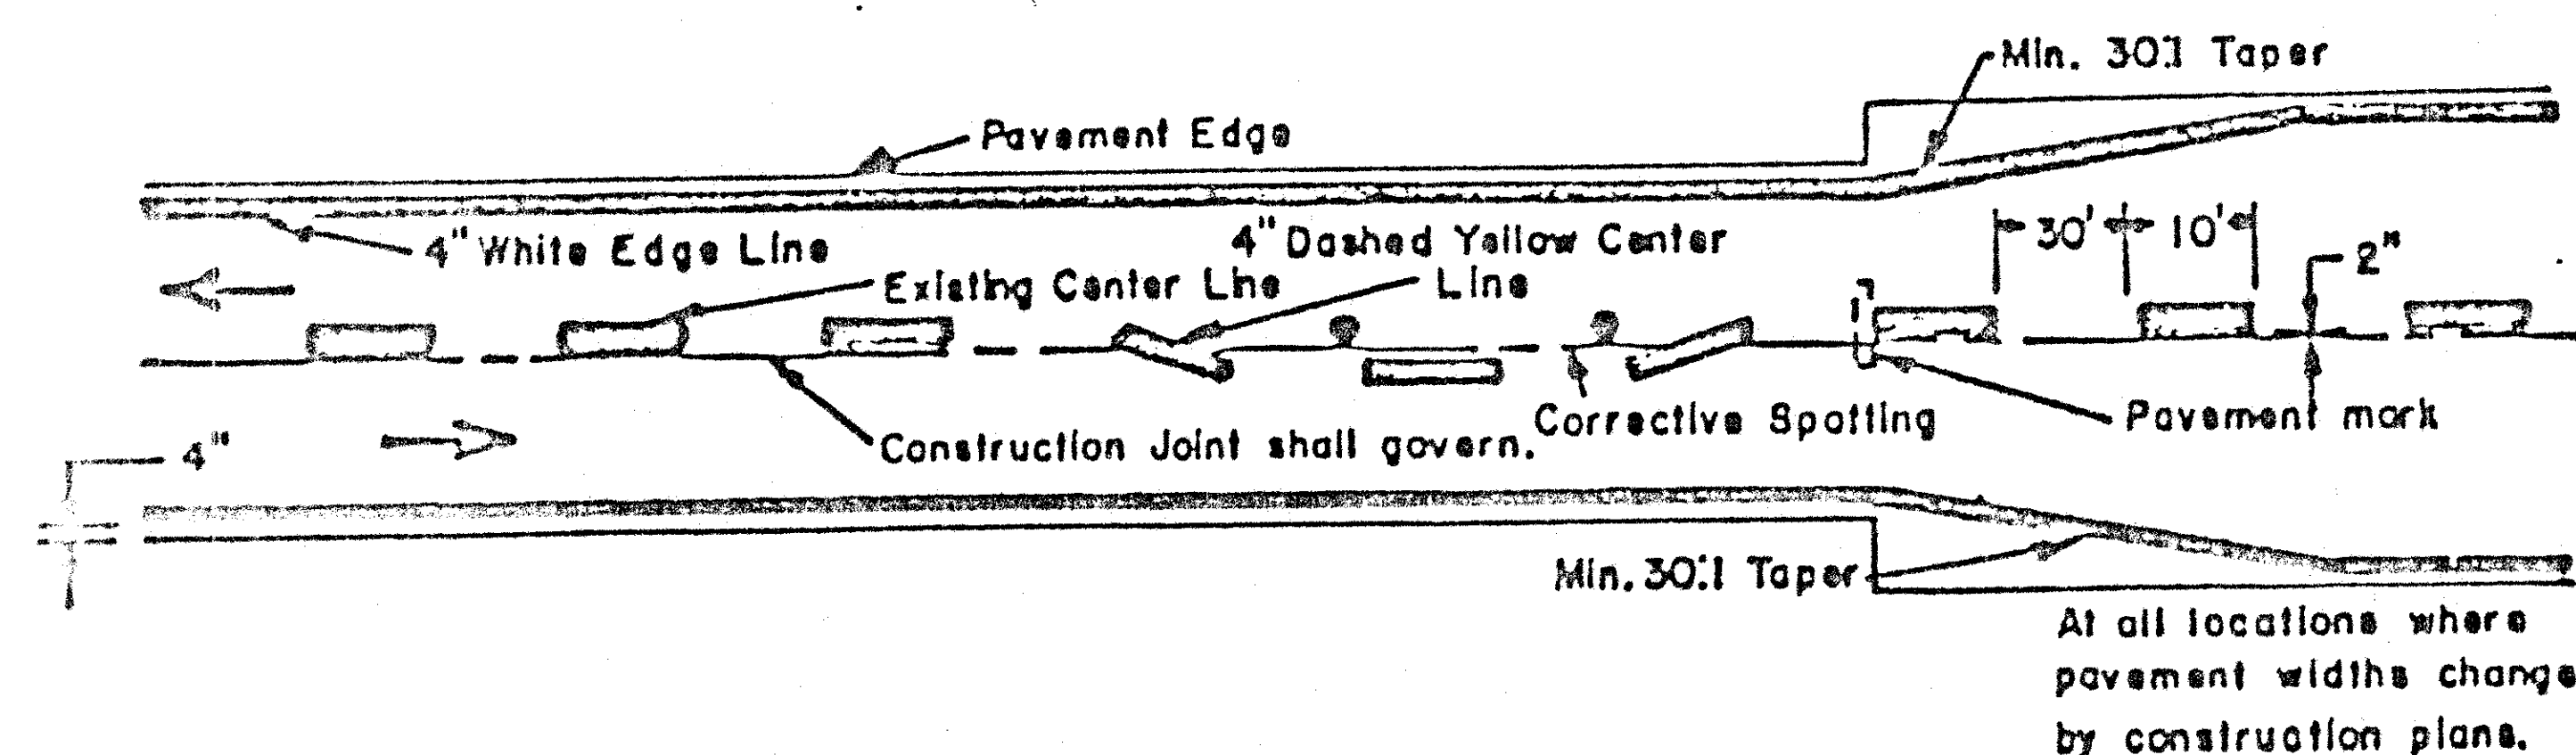 Min. 30:1 Taper
Pavement Edge
4" White Edge Line
4" Dashed Yellow Center
Line
30' 10'
2"
Existing Center Line
Corrective Spotting
Pavement mark
Construction Joint shall govern.
4"
Min. 30:1 Taper
At all locations where
pavement widths change
by construction plans.